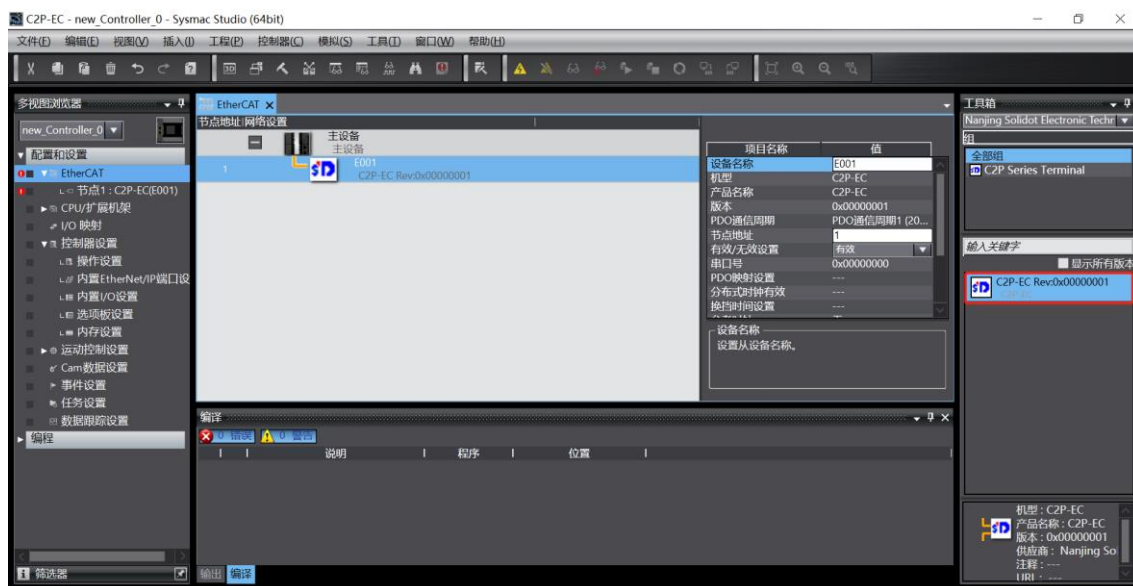 C2P-EC - new_Controller_0 - Sysmac Studio (64bit)
文件(F) 编辑(E) 视图(V) 插入(I) 工程(P) 控制器(C) 模拟(S) 工具(T) 窗口(W) 帮助(H)
多视图浏览器
new_Controller_0
配置和设置
EtherCAT
节点1 : C2P-EC(E001)
CPU/扩展机架
I/O 映射
控制器设置
操作设置
内置EtherNet/IP端口设
内置I/O设置
选项板设置
内存设置
运动控制设置
Cam数据设置
事件设置
任务设置
数据跟踪设置
编程
筛选器
EtherCAT
节点地址|网络设置
主设备
主设备
1
E001
C2P-EC Rev:0x00000001
项目名称 值
设备名称 E001
机型 C2P-EC
产品名称 C2P-EC
版本 0x00000001
PDO通信周期 PDO通信周期1 (20...
节点地址 1
有效/无效设置 有效
串口号 0x00000000
PDO映射设置 ---
分布式时钟有效 ---
换挡时间设置 ---
设备名称
设置从设备名称。
编译
0 错误 0 警告
说明 程序 位置
输出 编译
工具箱
Nanjing Solidot Electronic Techr
组
全部组
C2P Series Terminal
输入关键字
显示所有版本
C2P-EC Rev:0x00000001
C2P-EC
机型 : C2P-EC
产品名称 : C2P-EC
版本 : 0x00000001
供应商 : Nanjing So
注释 : ---
URL : ---